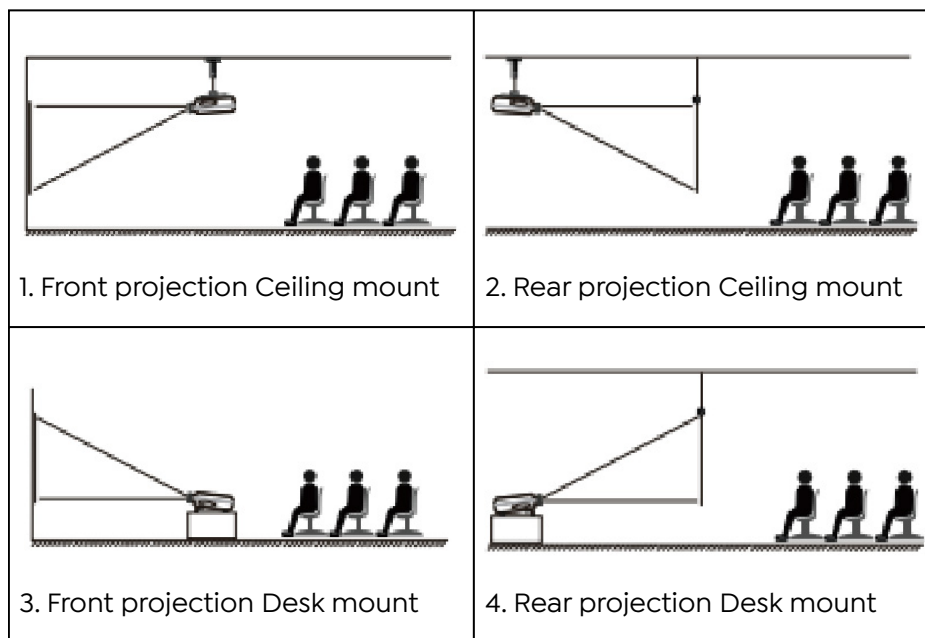 1. Front projection Ceiling mount
2. Rear projection Ceiling mount
3. Front projection Desk mount
4. Rear projection Desk mount